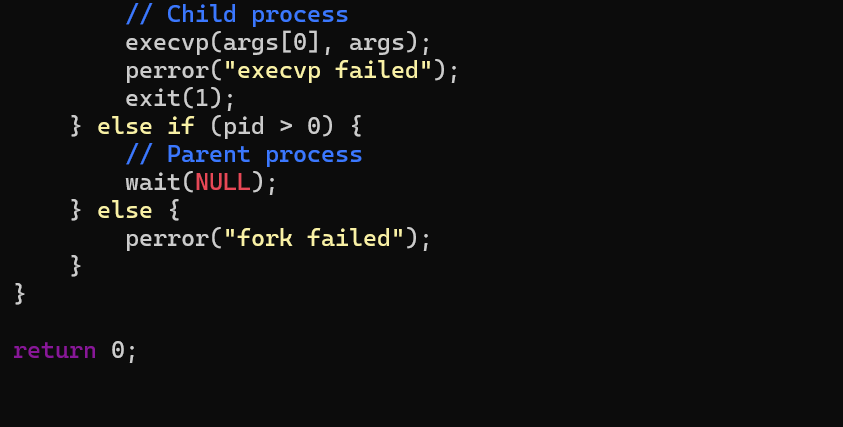 // Child process
execvp(args[0], args);
perror("execvp failed");
exit(1);
} else if (pid > 0) {
// Parent process
wait(NULL);
} else {
perror("fork failed");
}
}
return 0;